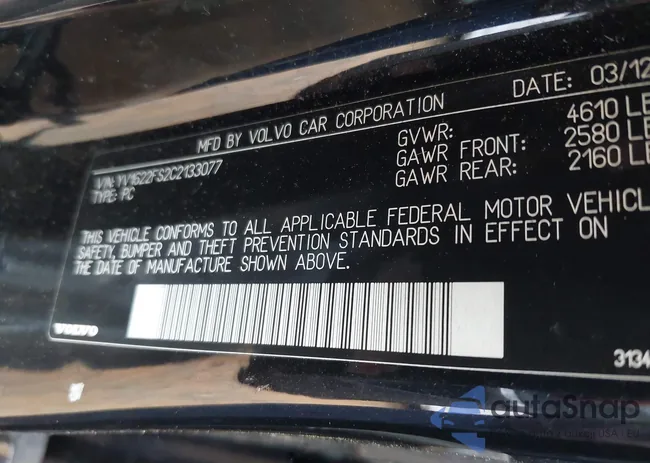 MFD BY VOLVO CAR CORPORATION DATE: 03/12
VIN: YV1622FS2C2133077 GVWR: 4610 LB
TYPE: PC GAWR FRONT: 2580 LB
GAWR REAR: 2160 LB
THIS VEHICLE CONFORMS TO ALL APPLICABLE FEDERAL MOTOR VEHICL
SAFETY, BUMPER AND THEFT PREVENTION STANDARDS IN EFFECT ON
THE DATE OF MANUFACTURE SHOWN ABOVE.
VOLVO
3134
autoSnap